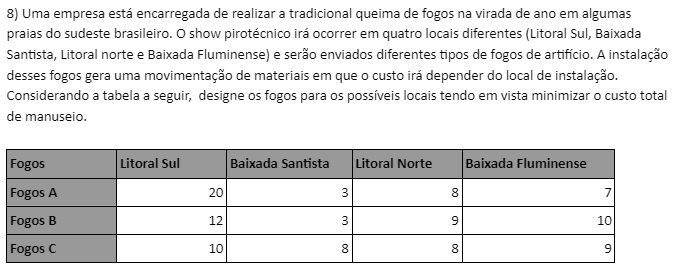 8) Uma empresa está encarregada de realizar a tradicional queima de fogos na virada de ano em algumas
praias do sudeste brasileiro. O show pirotécnico irá ocorrer em quatro locais diferentes (Litoral Sul, Baixada
Santista, Litoral norte e Baixada Fluminense) e serão enviados diferentes tipos de fogos de artifício. A instalação
desses fogos gera uma movimentação de materiais em que o custo irá depender do local de instalação.
Considerando a tabela a seguir, designe os fogos para os possíveis locais tendo em vista minimizar o custo total
de manuseio.
Fogos Litoral Sul Baixada Santista Litoral Norte Baixada Fluminense
Fogos A 20 3 8 7
Fogos B 12 3 9 10
Fogos C 10 8 8 9